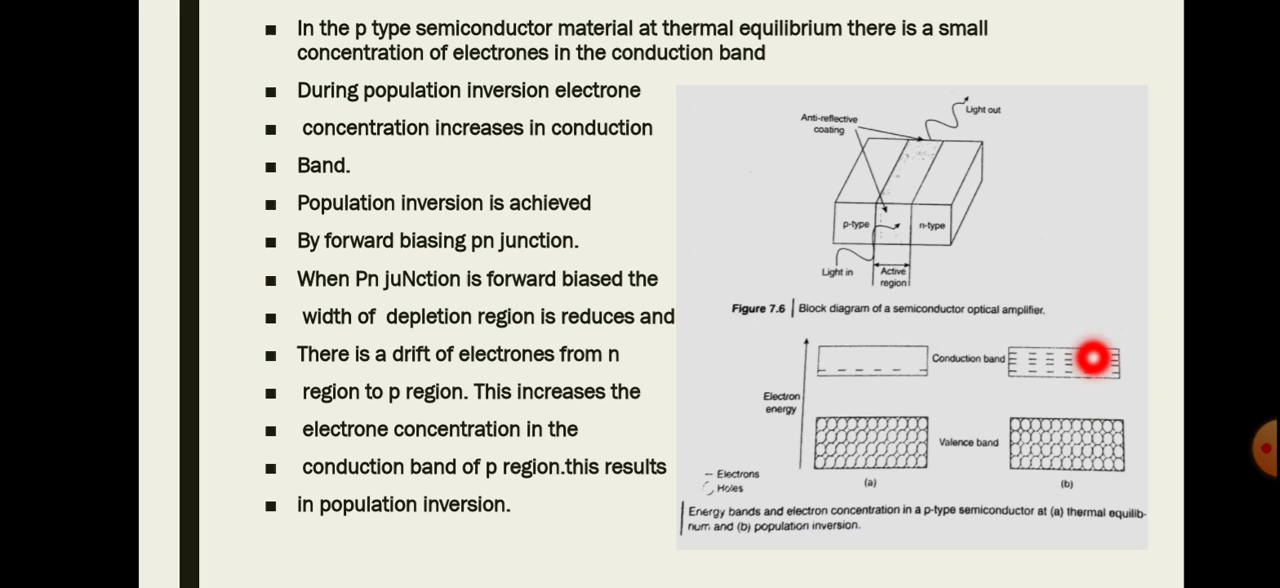 In the p type semiconductor material at thermal equilibrium there is a small
concentration of electrones in the conduction band
During population inversion electrone
concentration increases in conduction
Band.
Population inversion is achieved
By forward biasing pn junction.
When Pn juNction is forward biased the
width of depletion region is reduces and
There is a drift of electrones from n
region to p region. This increases the
electrone concentration in the
conduction band of p region.this results
in population inversion.
Light out
Anti-reflective
coating
p-type
n-type
Light in
Active
region
Figure 7.6 Block diagram of a semiconductor optical amplifier.
Conduction band
Electron
energy
Valence band
Electrons
Holes
(a)
(b)
Energy bands and electron concentration in a p-type semiconductor at (a) thermal equilib-
rium and (b) population inversion.